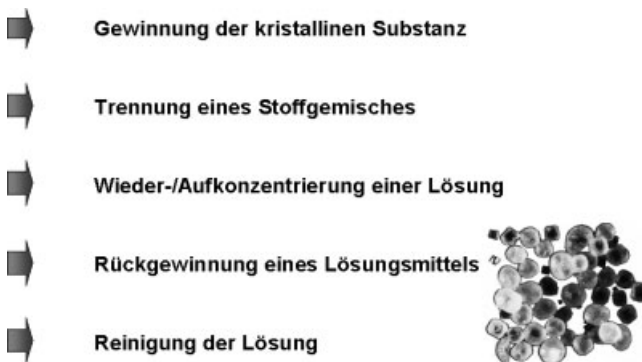 Gewinnung der kristallinen Substanz
Trennung eines Stoffgemisches
Wieder-/Aufkonzentrierung einer Lösung
Rückgewinnung eines Lösungsmittels
Reinigung der Lösung